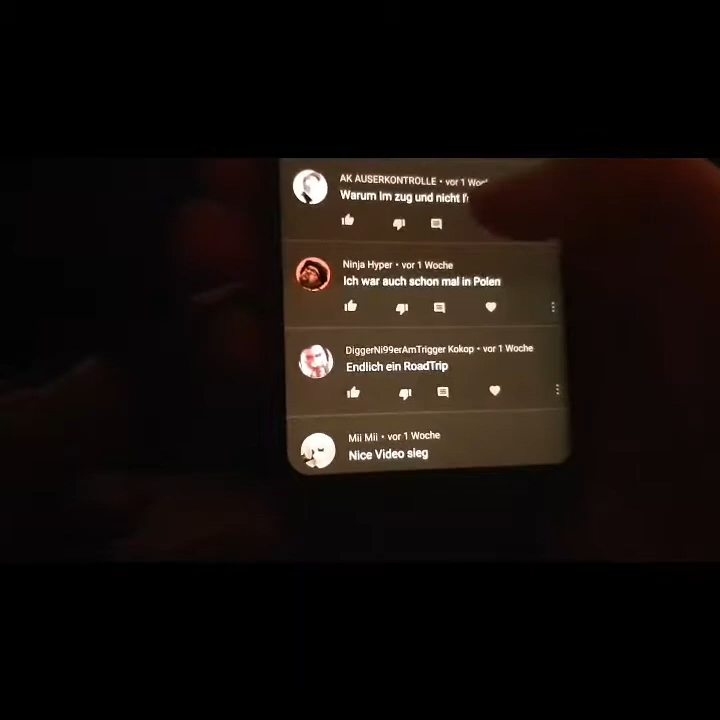 AK AUSERKONTROLLE • vor 1
Warum Im zug und nicht
Ninja Hyper • vor 1 Woche
Ich war auch schon mal in Polen
DiggerNi99erAmTrigger Kokop • vor 1 Woche
Endlich ein RoadTrip
Mii Mii • vor 1 Woche
Nice Video sieg